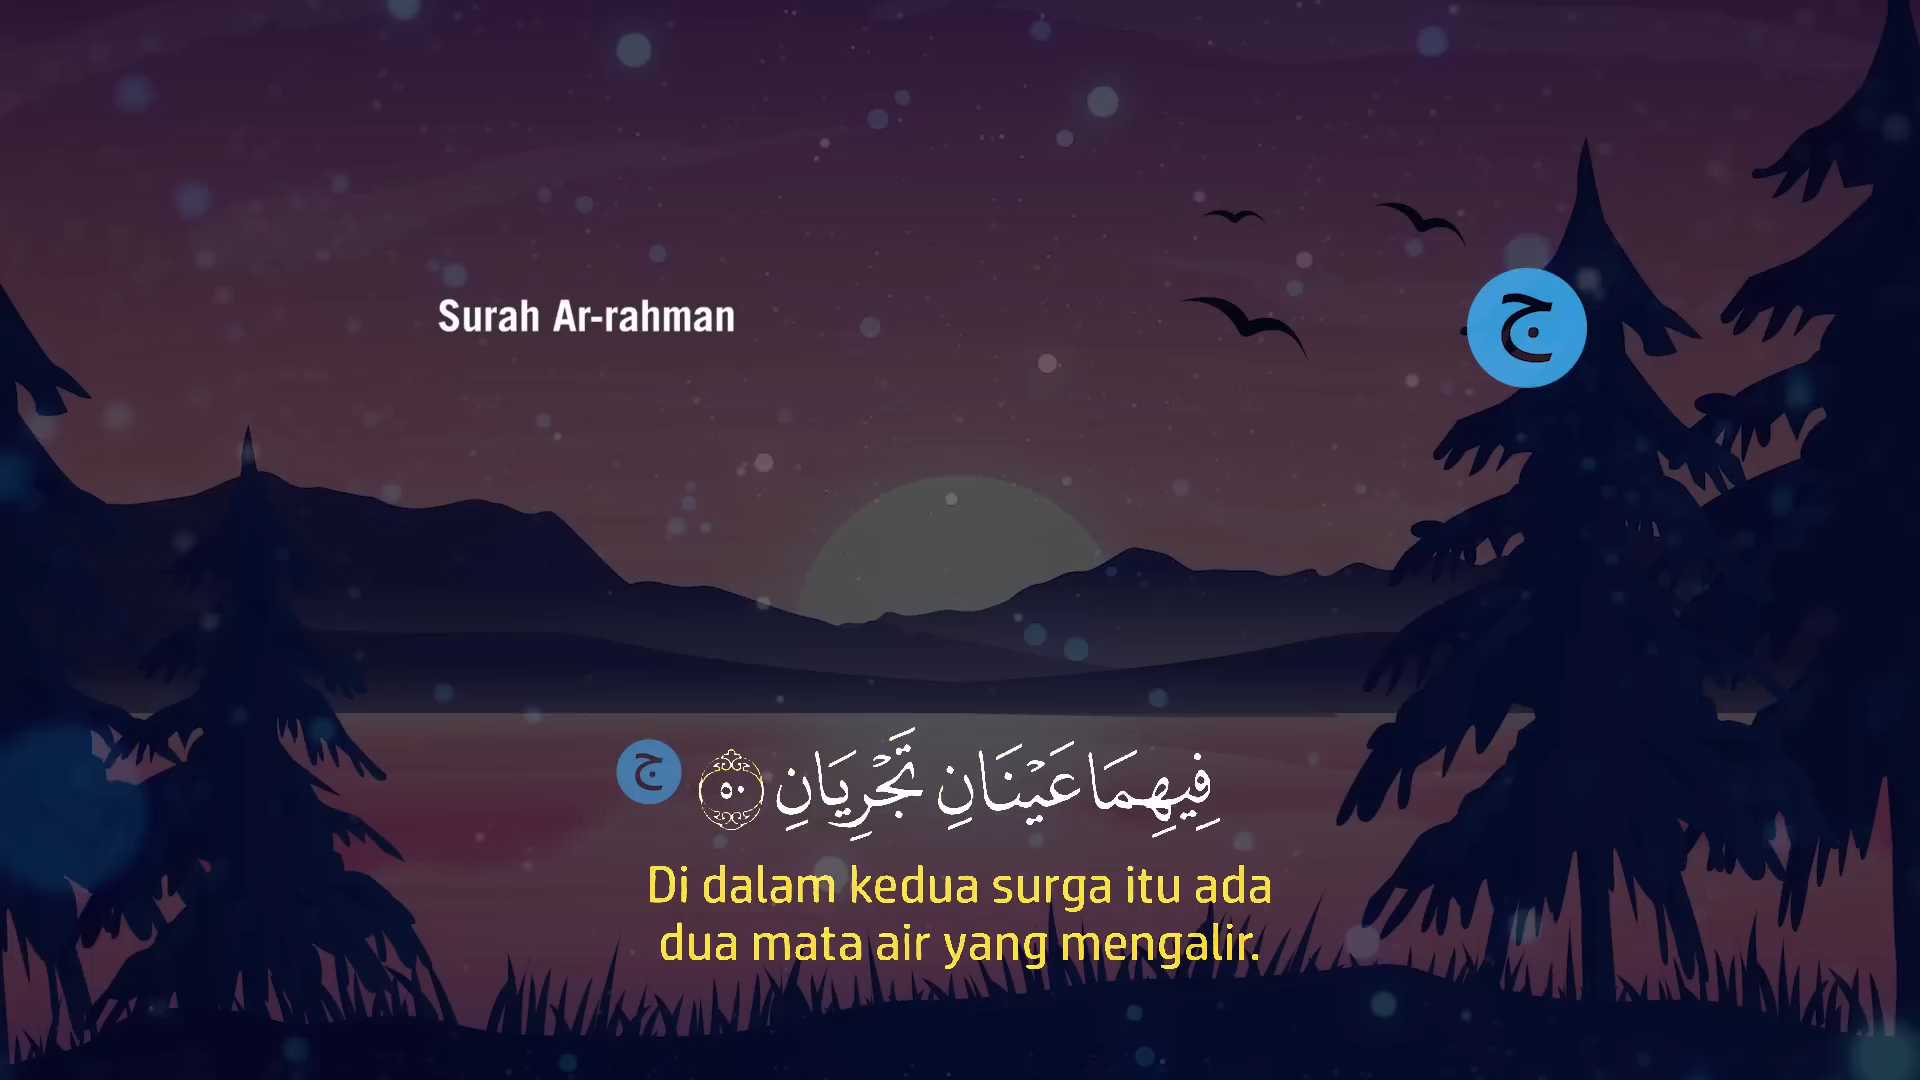 Surah Ar-rahman
ج
فِيهِمَا عَيْنَانِ تَجْرِيَانِ ٥٠ ج
Di dalam kedua surga itu ada
dua mata air yang mengalir.